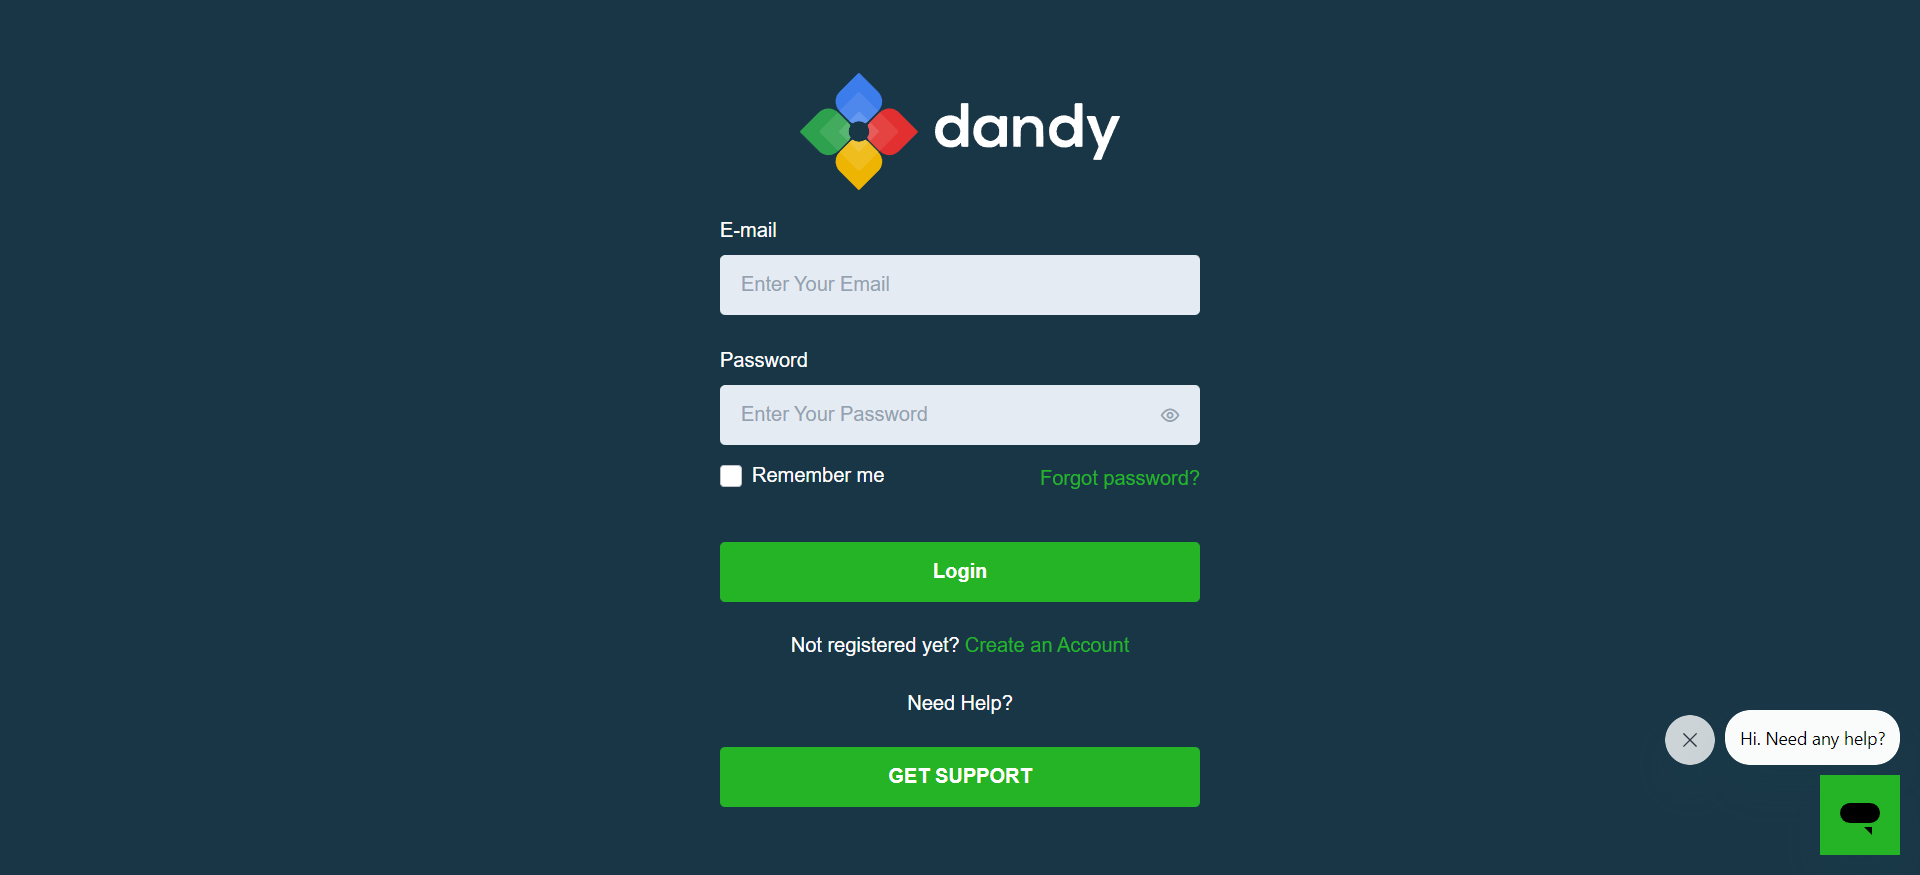 dandy
E-mail
Enter Your Email
Password
Enter Your Password
Remember me
Forgot password?
Login
Not registered yet? Create an Account
Need Help?
GET SUPPORT
Hi. Need any help?